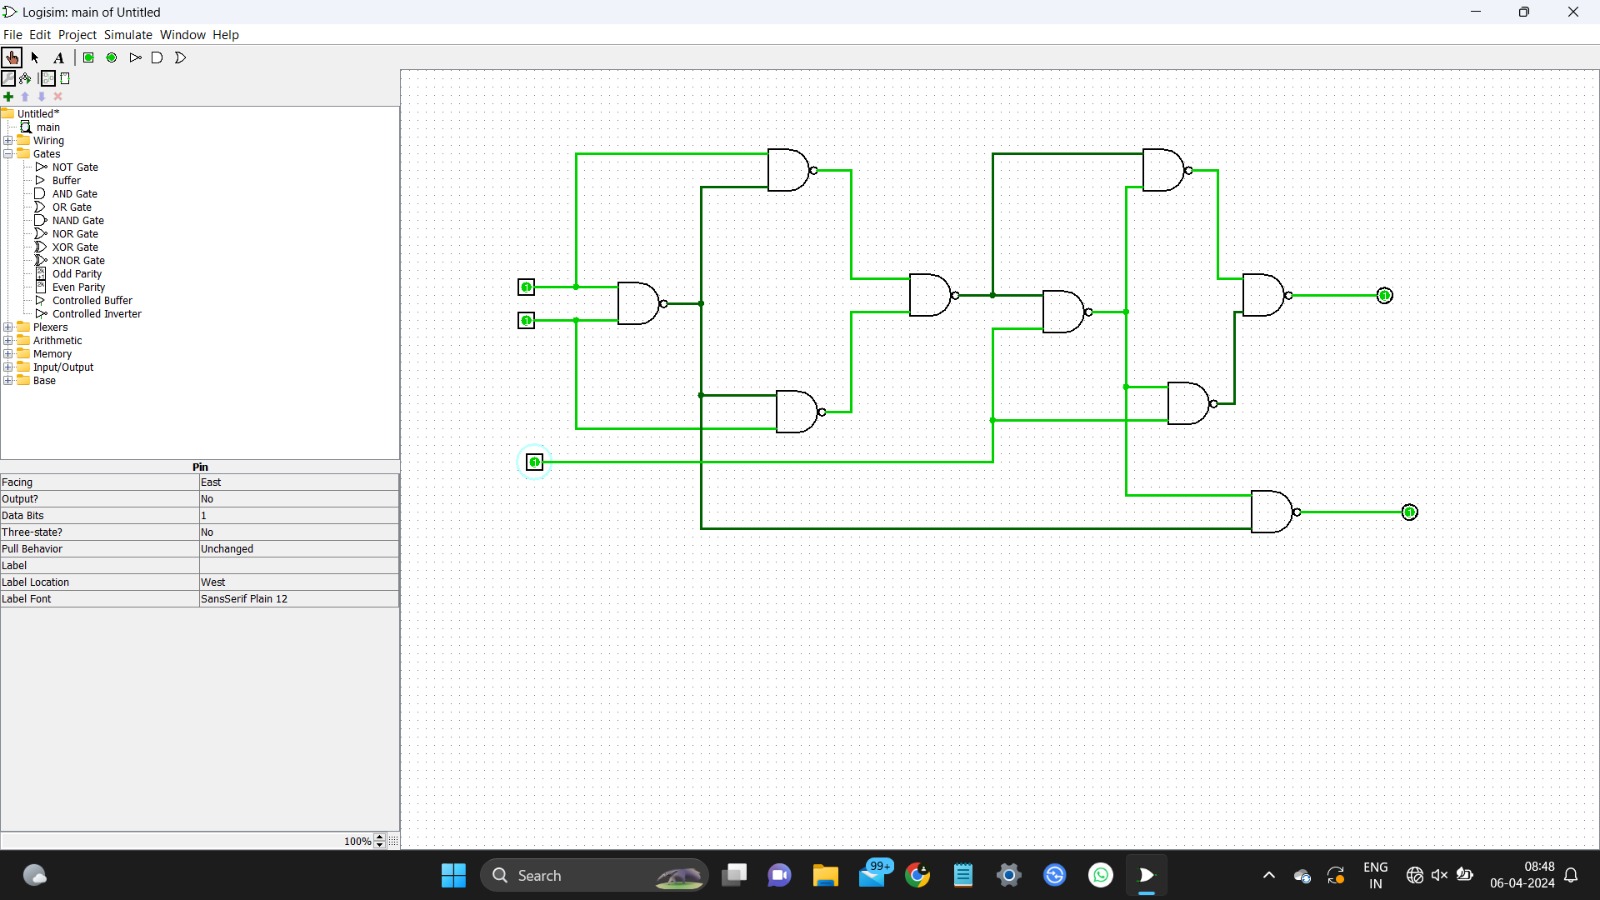 Logisim: main of Untitled
File Edit Project Simulate Window Help
A
Untitled*
main
Wiring
Gates
NOT Gate
Buffer
AND Gate
OR Gate
NAND Gate
NOR Gate
XOR Gate
XNOR Gate
Odd Parity
Even Parity
Controlled Buffer
Controlled Inverter
Plexers
Arithmetic
Memory
Input/Output
Base
Pin
Facing East
Output? No
Data Bits 1
Three-state? No
Pull Behavior Unchanged
Label
Label Location West
Label Font SansSerif Plain 12
100%
1
1
1
1
1
Search
99+
ENG
IN
08:48
06-04-2024